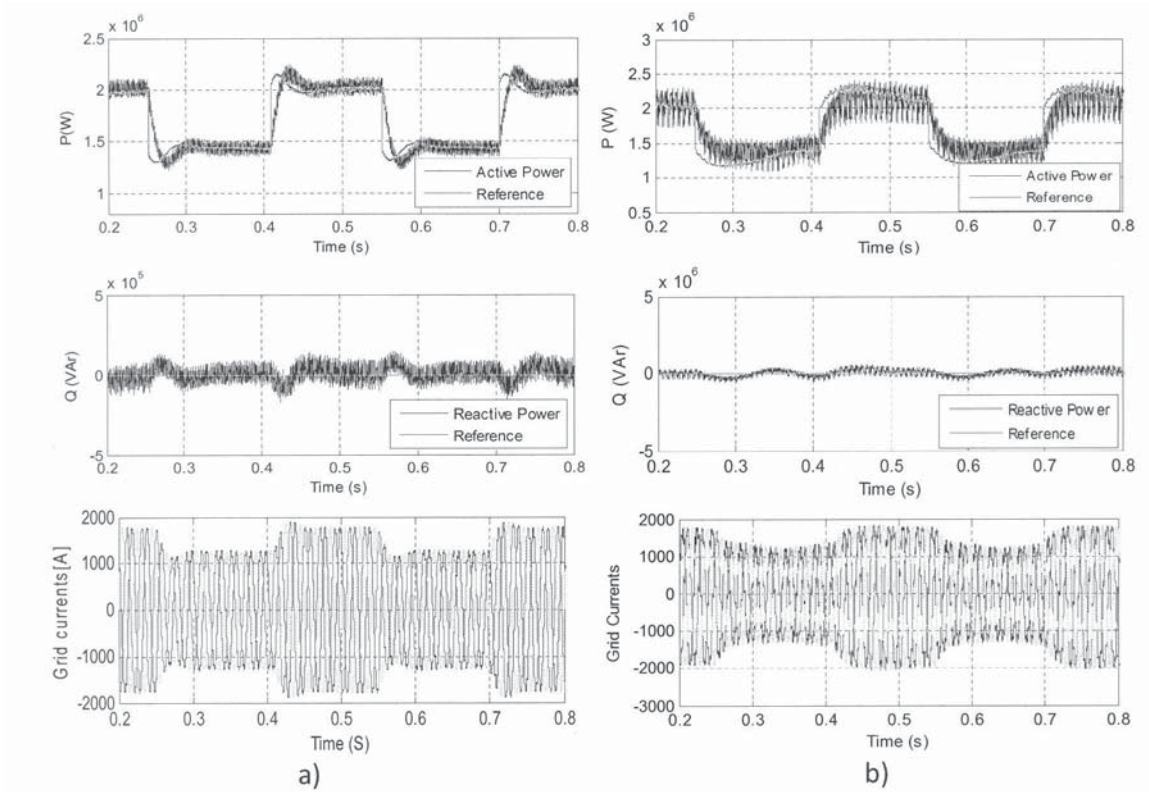 x 10⁶
2.5
2
1.5
1
P(W)
0.2 0.3 0.4 0.5 0.6 0.7 0.8
Time (s)
Active Power
Reference
x 10⁵
5
0
-5
Q (VAr)
0.2 0.3 0.4 0.5 0.6 0.7 0.8
Time (s)
Reactive Power
Reference
2000
1000
0
-1000
-2000
Grid currents[A]
0.2 0.3 0.4 0.5 0.6 0.7 0.8
Time (S)
a)
x 10⁶
3
2.5
2
1.5
1
0.5
P (W)
0.2 0.3 0.4 0.5 0.6 0.7 0.8
Time (s)
Active Power
Reference
x 10⁶
5
0
-5
Q (VAr)
0.2 0.3 0.4 0.5 0.6 0.7 0.8
Time (s)
Reactive Power
Reference
2000
1000
0
-1000
-2000
-3000
Grid Currents
0.2 0.3 0.4 0.5 0.6 0.7 0.8
Time (s)
b)